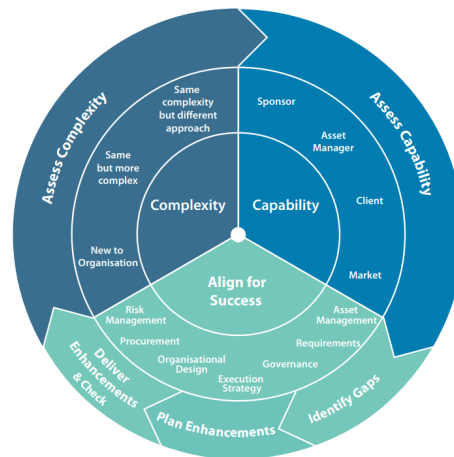 Assess Complexity
Same
complexity
but different
approach
Same
but more
complex
New to
Organisation
Complexity
Assess Capability
Sponsor
Asset
Manager
Client
Market
Capability
Align for
Success
Risk
Management
Procurement
Organisational
Design
Execution
Strategy
Governance
Requirements
Asset
Management
Deliver
Enhancements
& Check
Plan Enhancements
Identify Gaps